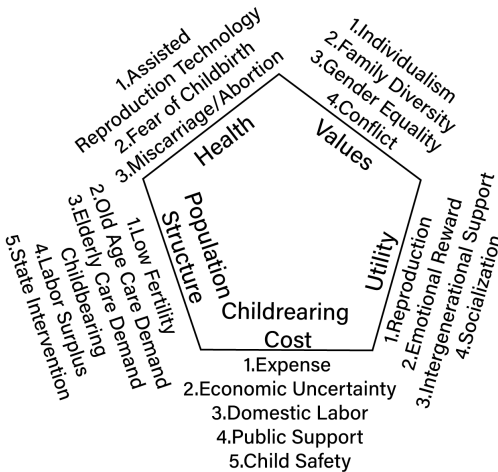 1.Assisted
Reproduction Technology
2.Fear of Childbirth
3.Miscarriage/Abortion
Health
1.Individualism
2.Family Diversity
3.Gender Equality
4.Conflict
Values
Utility
1.Reproduction
2.Emotional Reward
3.Intergenerational Support
4.Socialization
Population
Structure
1.Low Fertility
2.Old Age Care Demand
3.Elderly Care Demand
Childbearing
4.Labor Surplus
5.State Intervention
Childrearing
Cost
1.Expense
2.Economic Uncertainty
3.Domestic Labor
4.Public Support
5.Child Safety